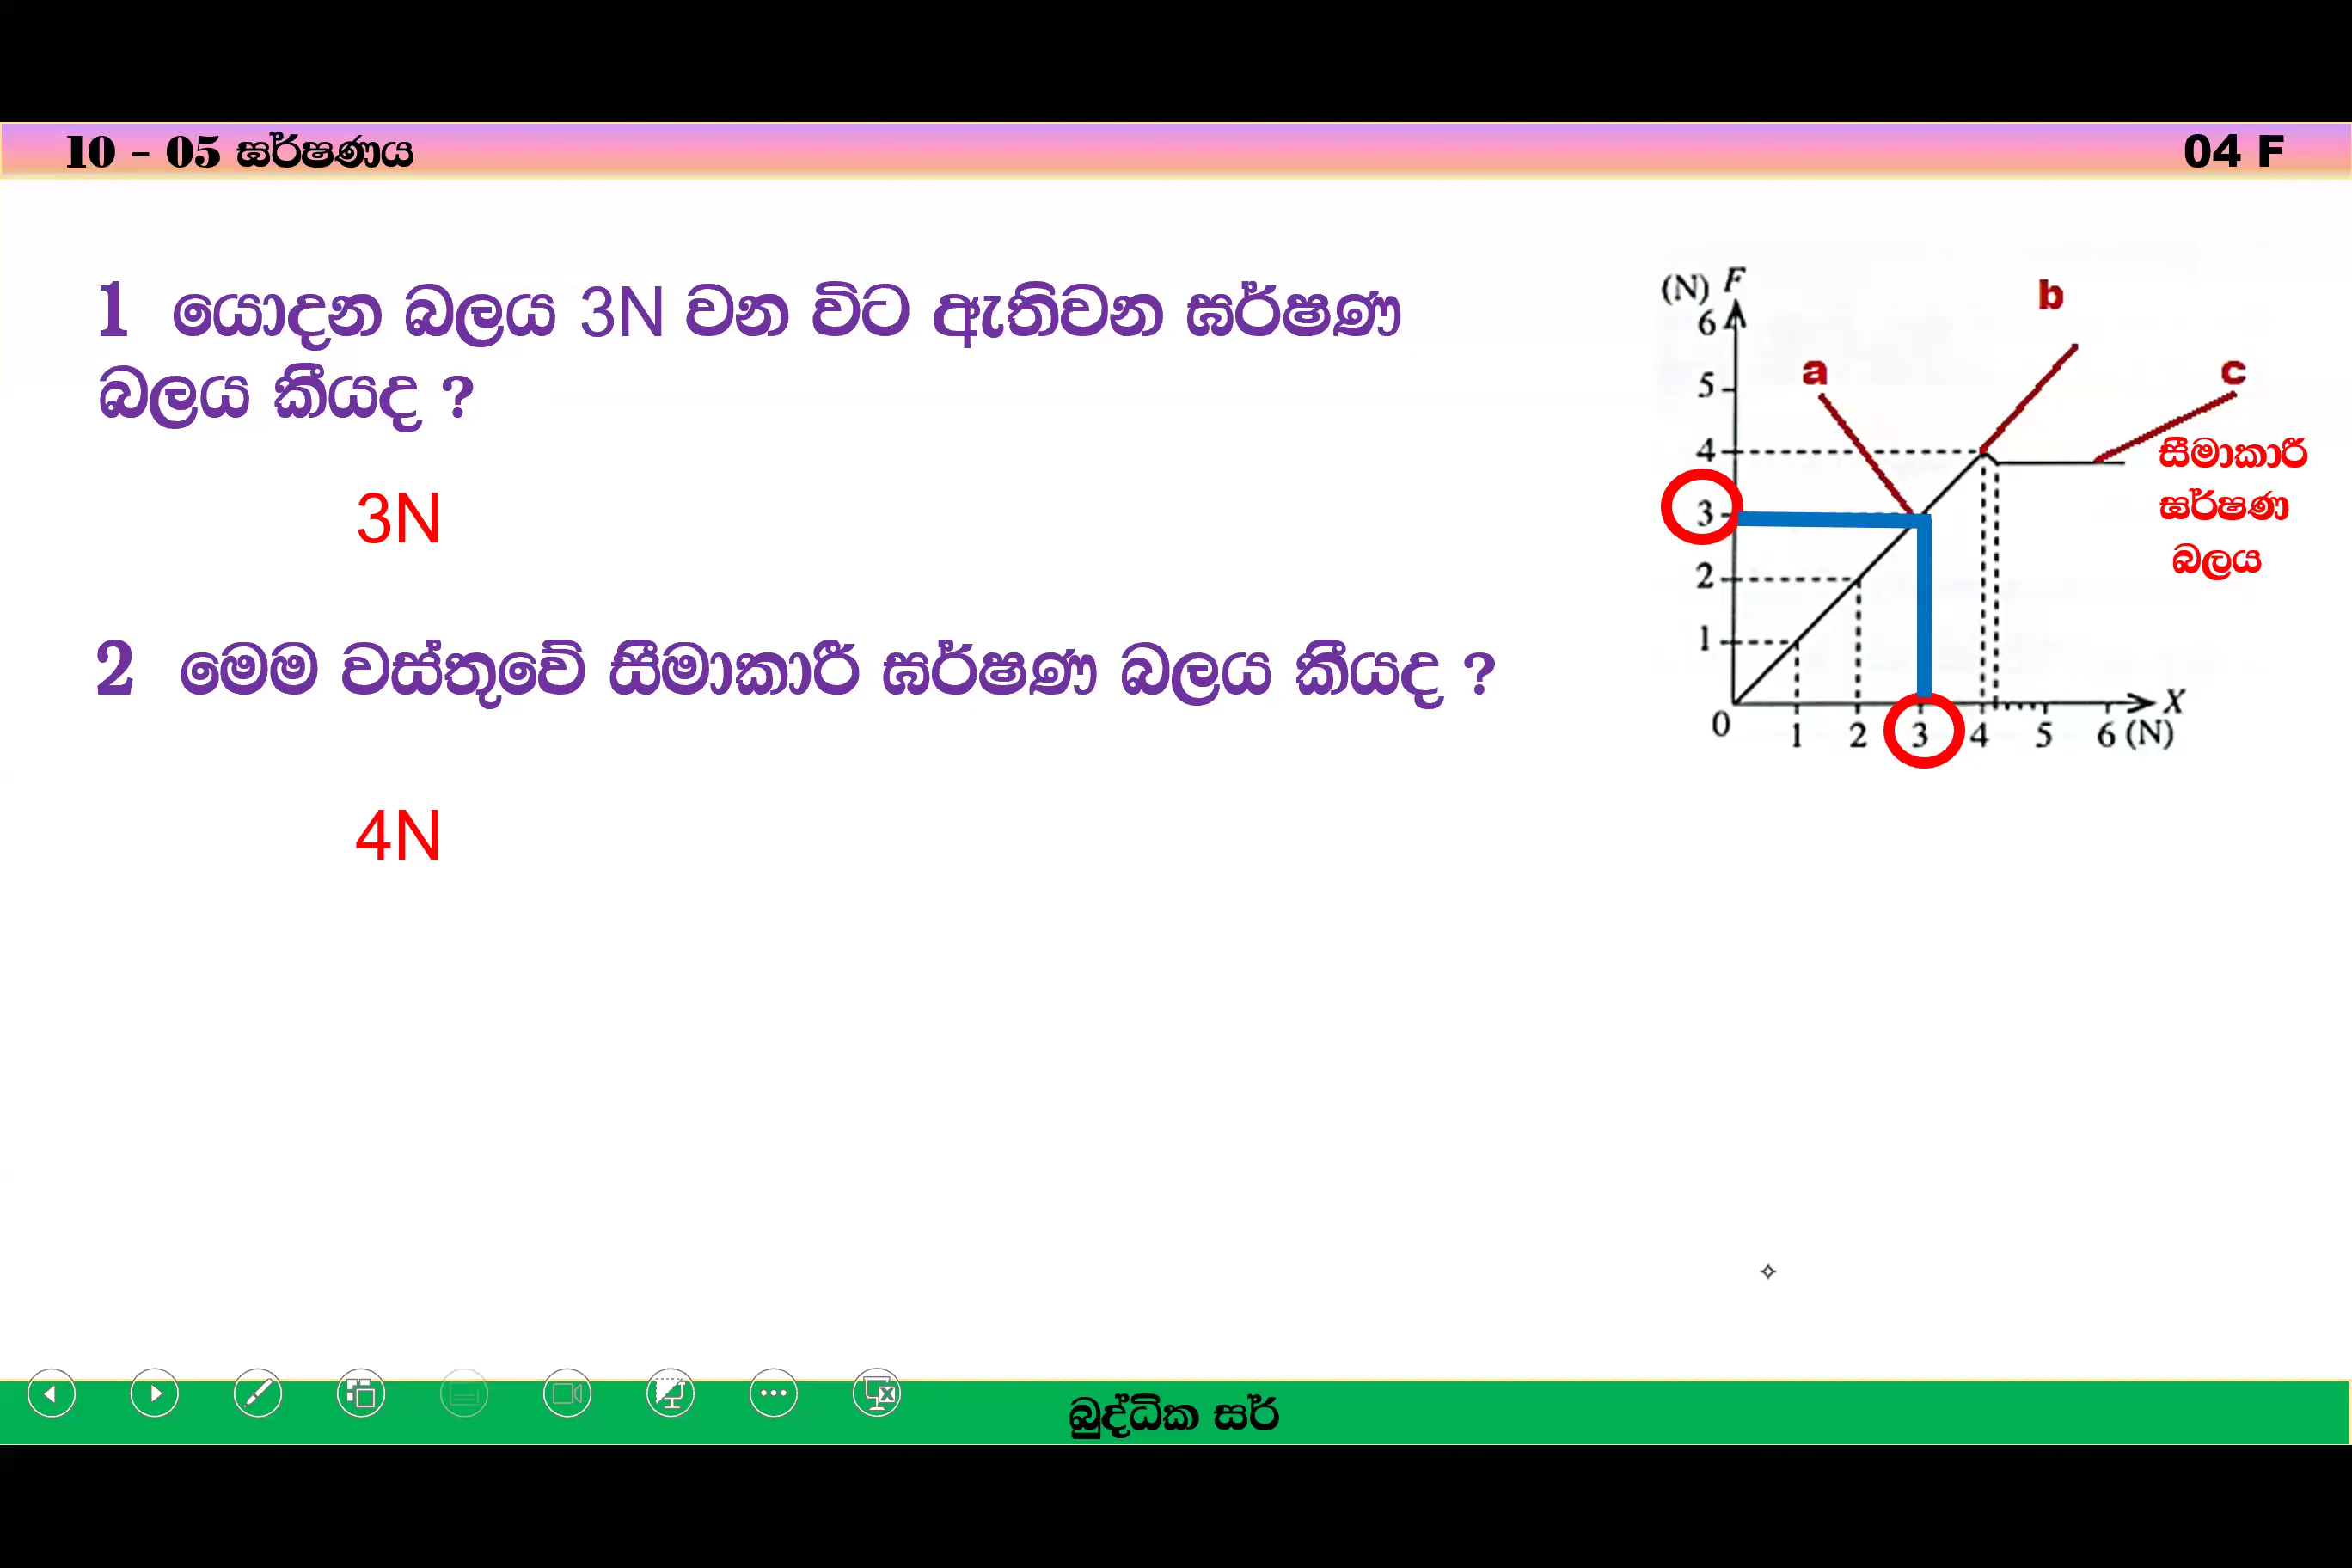 10 - 05 ඝර්ෂණය
04 F
1 යොදන බලය 3N වන විට ඇතිවන ඝර්ෂණ
බලය කීයද ?
3N
2 මෙම වස්තුවේ සීමාකාරී ඝර්ෂණ බලය කීයද ?
4N
(N) F
6
5
4
3
2
1
0
1 2 3 4 5 6 (N)
X
a
b
c
සීමාකාරී
ඝර්ෂණ
බලය
බුද්ධික සර්